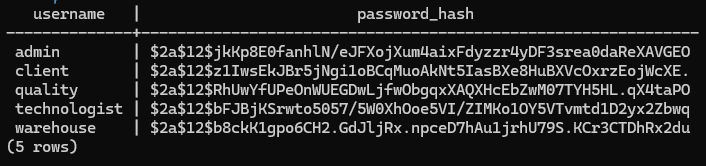 username | password_hash
--------------+--------------------------------------------------------------
admin | $2a$12$jkKp8E0fanhlN/eJFXojXum4aixFdyzzr4yDF3srea0daReXAVGEO
client | $2a$12$z1IwsEkJBr5jNgi1oBCqMuoAkNt5IasBXe8HuBXVcOxrzEojWcXE.
quality | $2a$12$RhUwYfUPeOnWUEGDwLjfwObgqxXAQXHcEbZwM07TYH5HL.qX4taPO
technologist | $2a$12$bFJBjKSrwto5057/5W0XhOoe5VI/ZIMKo1OY5VTvmtd1D2yx2Zbwq
warehouse | $2a$12$b8ckK1gpo6CH2.GdJljRx.npceD7hAu1jrhU79S.KCr3CTDhRx2du
(5 rows)